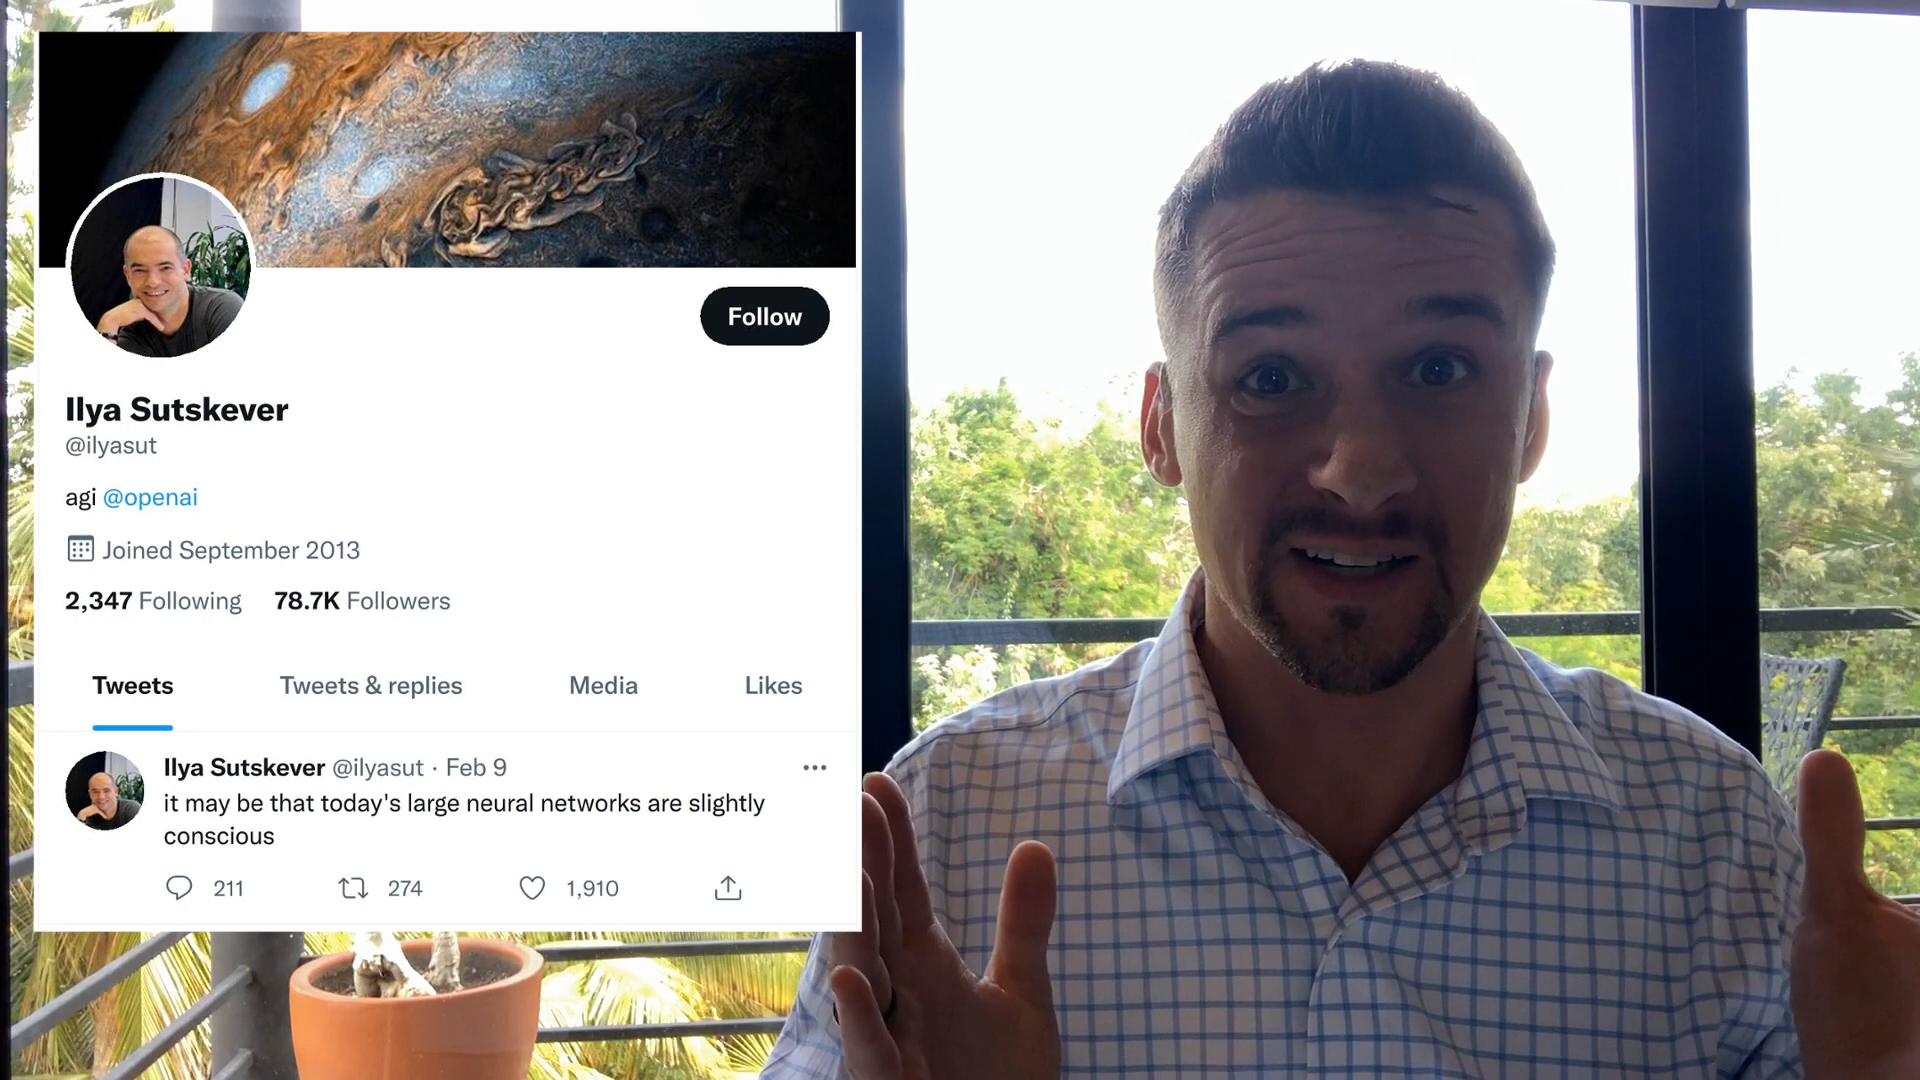 Follow
Ilya Sutskever
@ilyasut
agi @openai
Joined September 2013
2,347 Following 78.7K Followers
Tweets Tweets & replies Media Likes
Ilya Sutskever @ilyasut · Feb 9
it may be that today's large neural networks are slightly
conscious
211 274 1,910